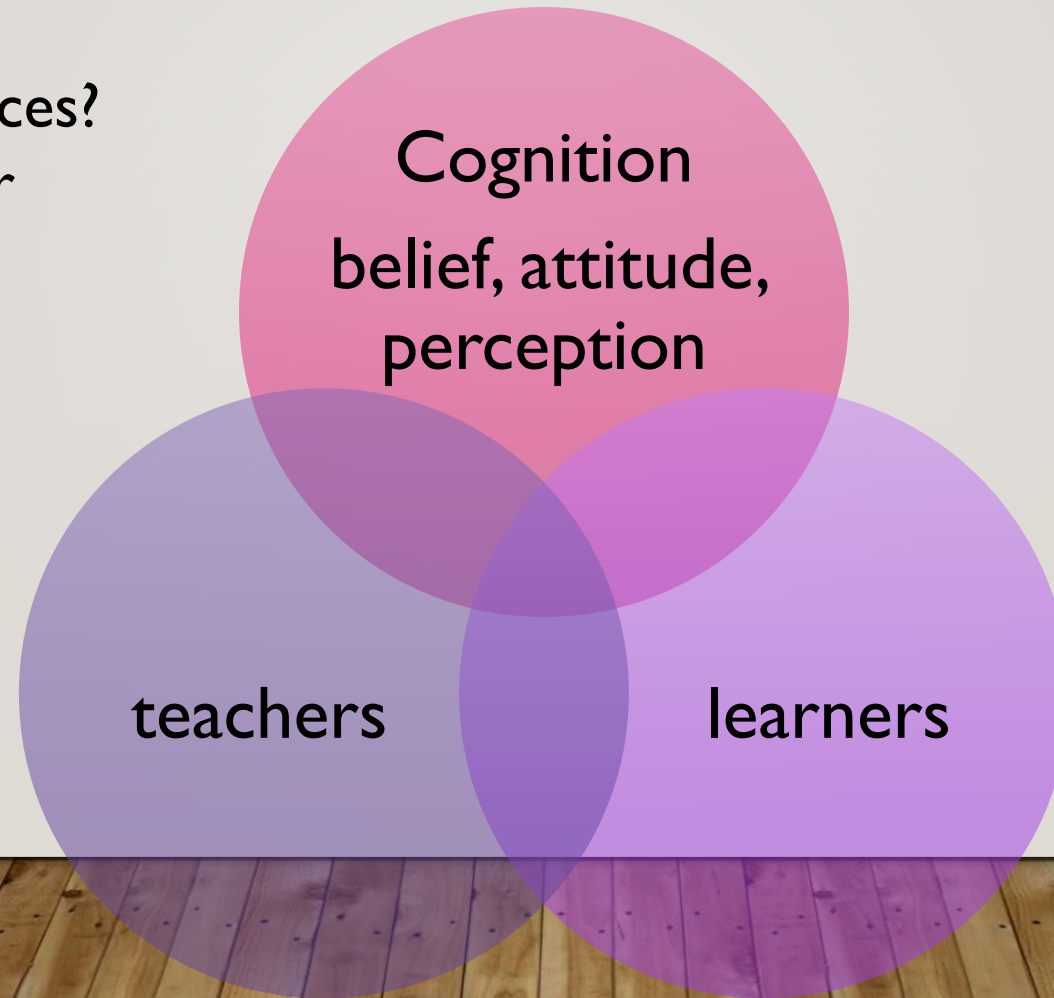 ces?
r
Cognition
belief, attitude,
perception
teachers
learners